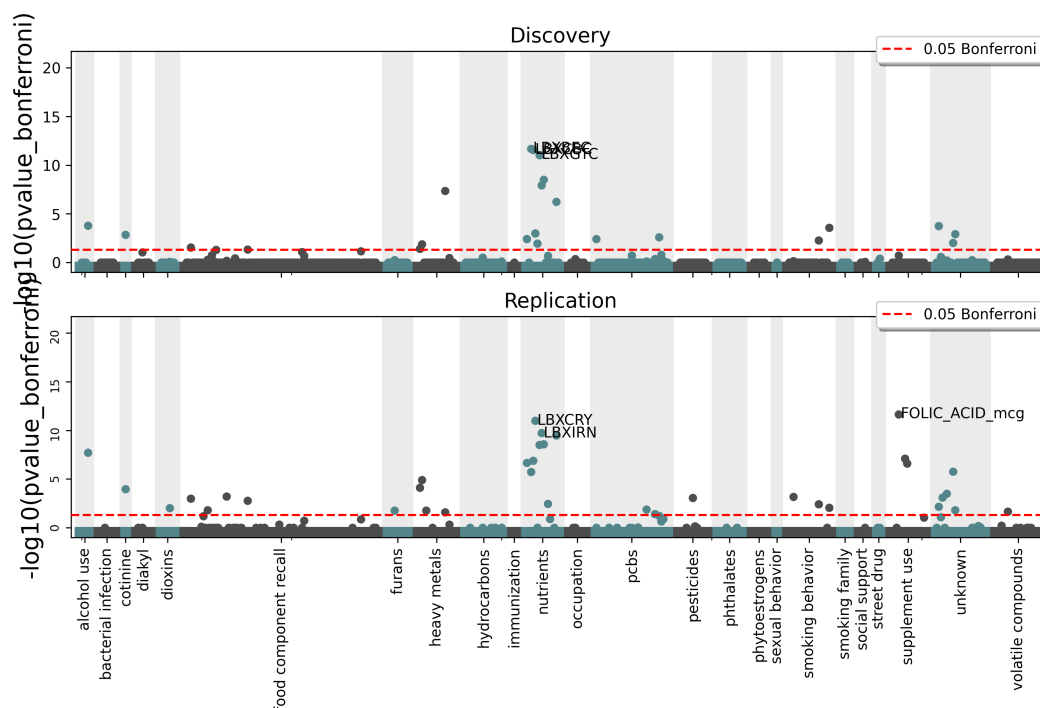 Discovery
0.05 Bonferroni
-log10(pvalue_bonferroni)
20
15
10
5
0
LBXGTC
Replication
0.05 Bonferroni
-log10(pvalue_bonferroni)
20
15
10
5
0
LBXCRY
LBXIRN
FOLIC_ACID_mcg
alcohol use
bacterial infection
cotinine
diakyl
dioxins
food component recall
furans
heavy metals
hydrocarbons
immunization
nutrients
occupation
pcbs
pesticides
phthalates
phytoestrogens
sexual behavior
smoking behavior
smoking family
social support
street drug
supplement use
unknown
volatile compounds